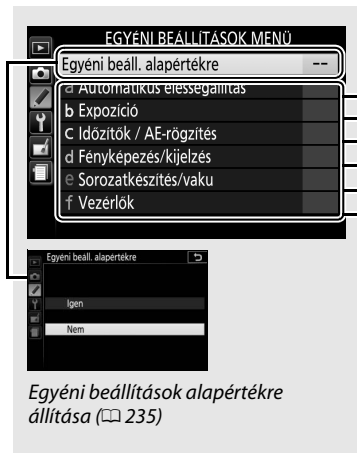 EGYÉNI BEÁLLÍTÁSOK MENÜ
Egyéni beáll. alapértékre --
a Automatikus élességállítás
b Expozíció
c Időzítők / AE-rögzítés
d Fényképezés/kijelzés
e Sorozatkészítés/vaku
f Vezérlők
Egyéni beáll. alapértékre
Igen
Nem
Egyéni beállítások alapértékre
állítása (📖 235)